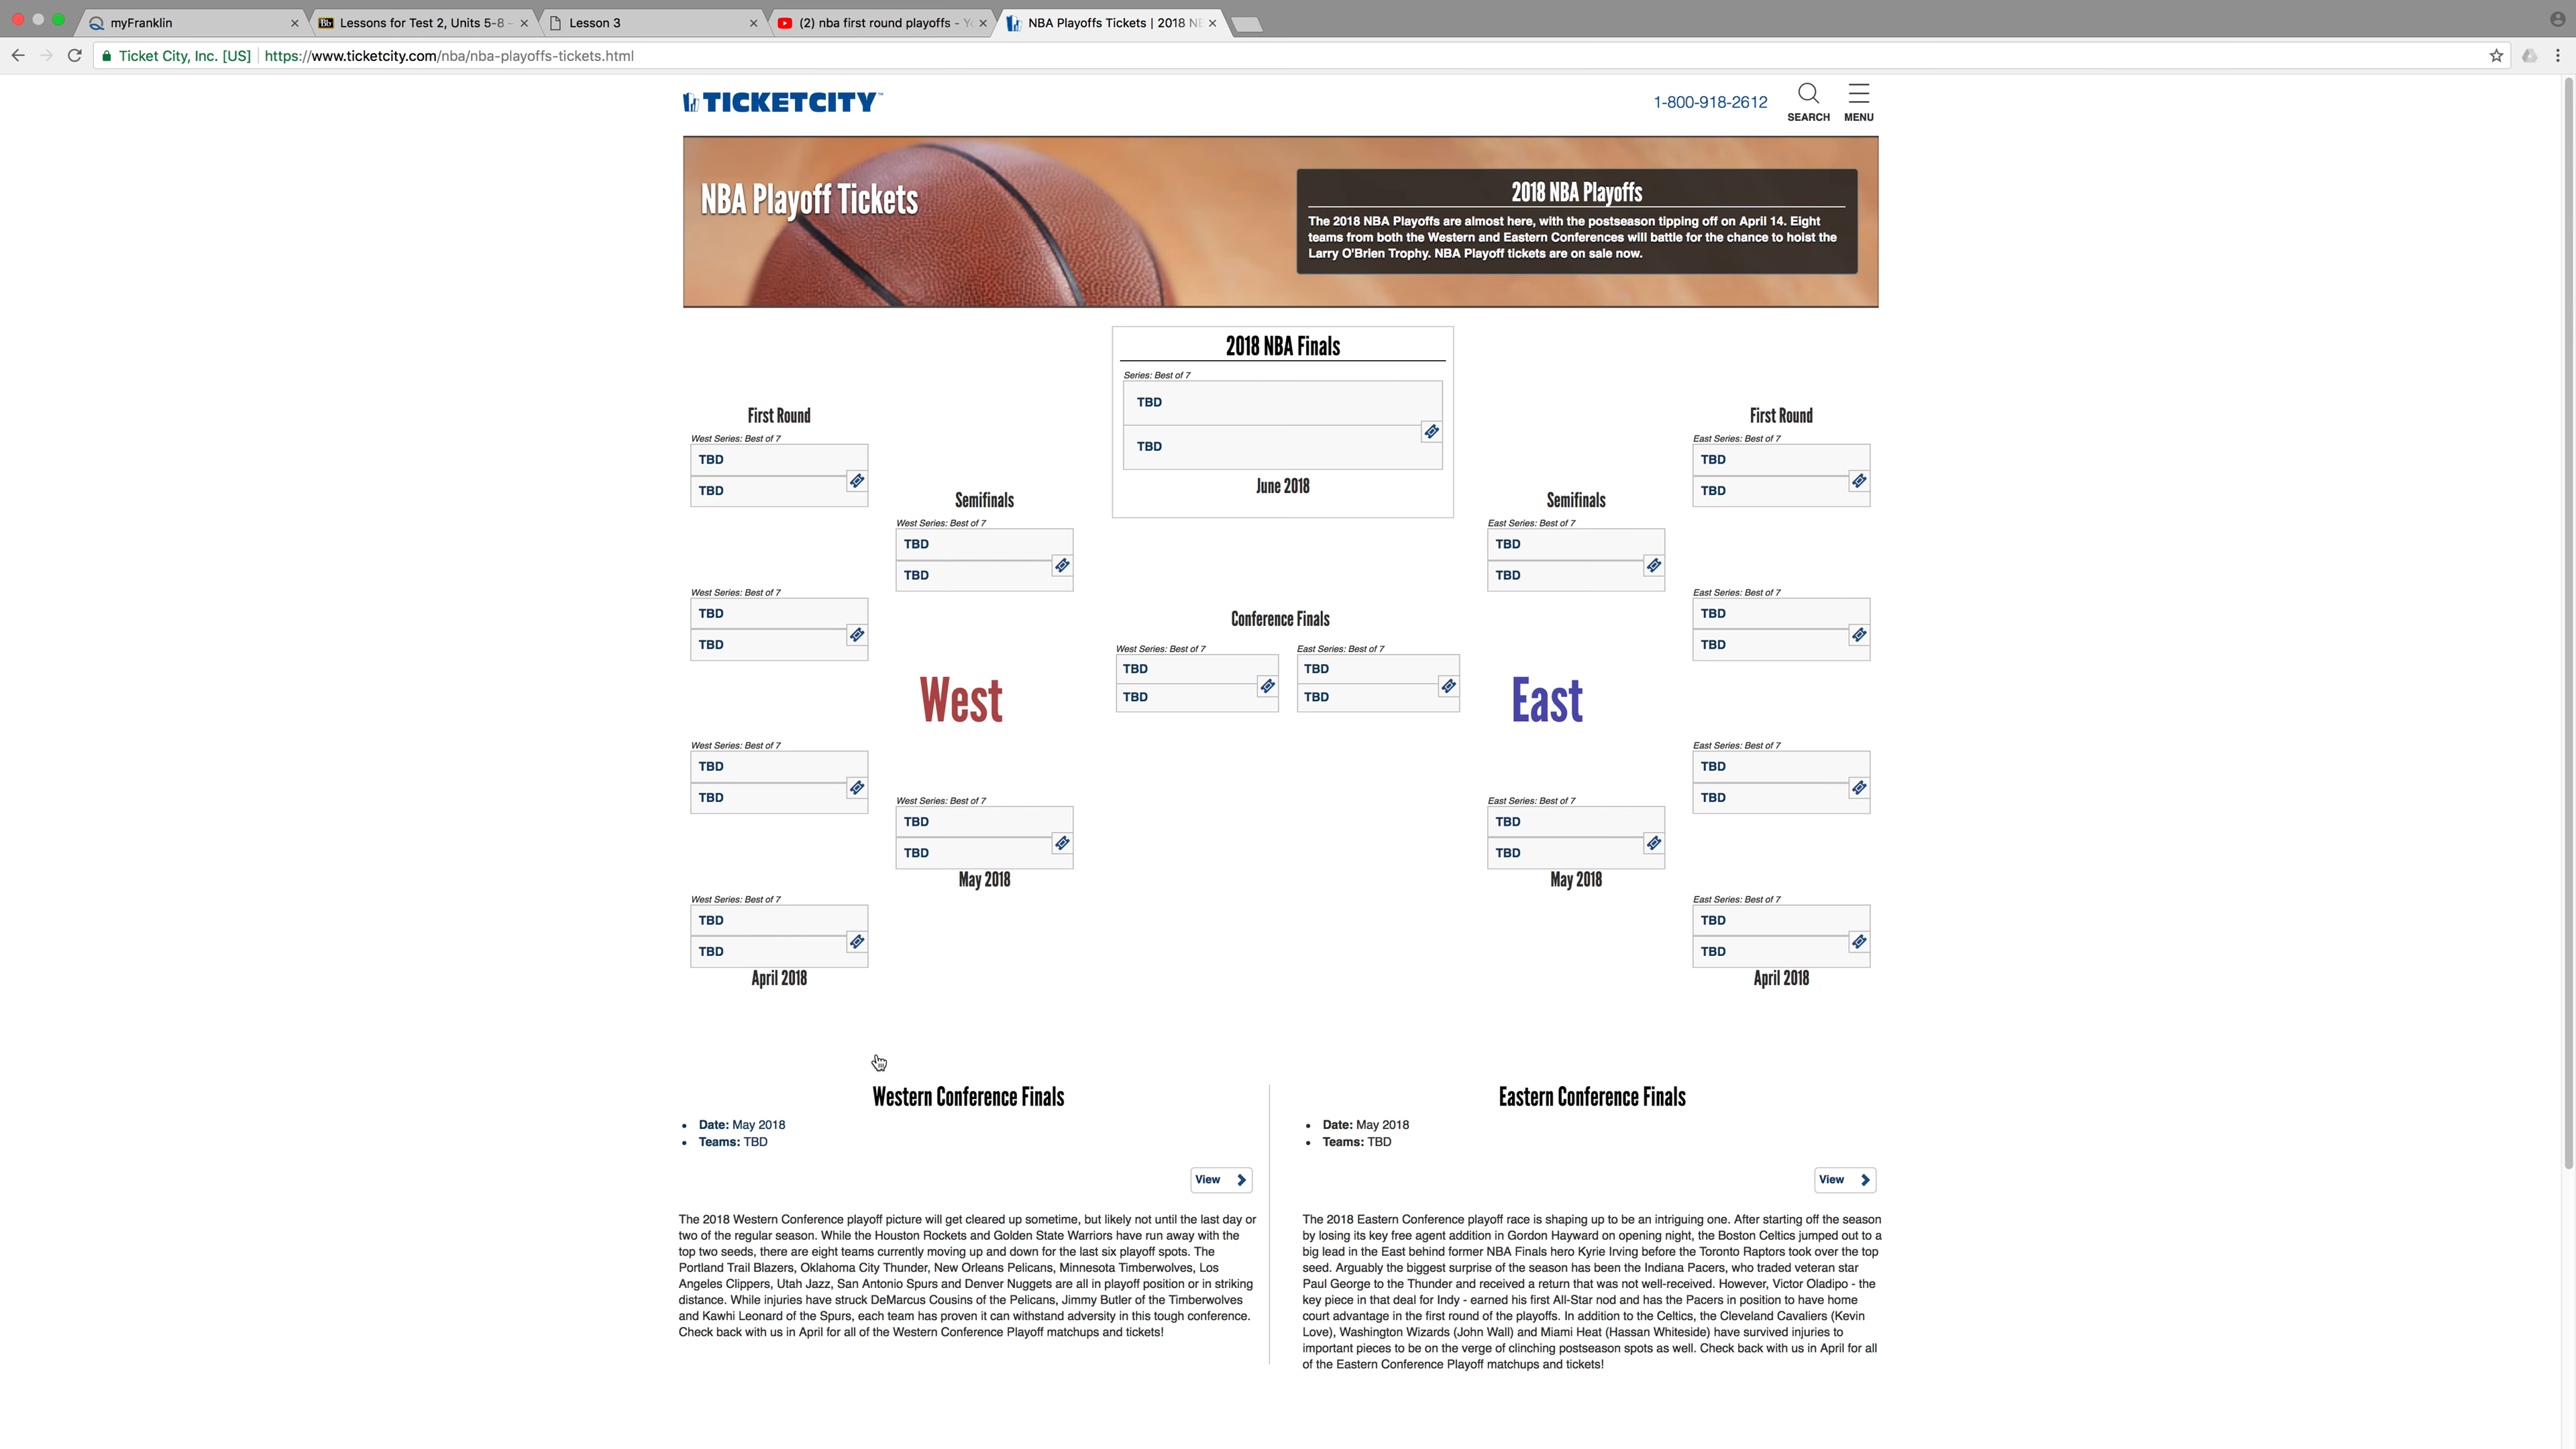 myFranklin
Lessons for Test 2, Units 5-8 -
Lesson 3
(2) nba first round playoffs - Yo
NBA Playoffs Tickets | 2018 NB
Ticket City, Inc. [US]
https://www.ticketcity.com/nba/nba-playoffs-tickets.html
TICKETCITY
1-800-918-2612
SEARCH
MENU
NBA Playoff Tickets
2018 NBA Playoffs
The 2018 NBA Playoffs are almost here, with the postseason tipping off on April 14. Eight
teams from both the Western and Eastern Conferences will battle for the chance to hoist the
Larry O'Brien Trophy. NBA Playoff tickets are on sale now.
2018 NBA Finals
Series: Best of 7
TBD
TBD
June 2018
First Round
West Series: Best of 7
TBD
TBD
West Series: Best of 7
TBD
TBD
West Series: Best of 7
TBD
TBD
West Series: Best of 7
TBD
TBD
April 2018
Semifinals
West Series: Best of 7
TBD
TBD
West
West Series: Best of 7
TBD
TBD
May 2018
Conference Finals
West Series: Best of 7
TBD
TBD
East Series: Best of 7
TBD
TBD
Semifinals
East Series: Best of 7
TBD
TBD
East
East Series: Best of 7
TBD
TBD
May 2018
First Round
East Series: Best of 7
TBD
TBD
East Series: Best of 7
TBD
TBD
East Series: Best of 7
TBD
TBD
East Series: Best of 7
TBD
TBD
April 2018
Western Conference Finals
Date: May 2018
Teams: TBD
View
The 2018 Western Conference playoff picture will get cleared up sometime, but likely not until the last day or
two of the regular season. While the Houston Rockets and Golden State Warriors have run away with the
top two seeds, there are eight teams currently moving up and down for the last six playoff spots. The
Portland Trail Blazers, Oklahoma City Thunder, New Orleans Pelicans, Minnesota Timberwolves, Los
Angeles Clippers, Utah Jazz, San Antonio Spurs and Denver Nuggets are all in playoff position or in striking
distance. While injuries have struck DeMarcus Cousins of the Pelicans, Jimmy Butler of the Timberwolves
and Kawhi Leonard of the Spurs, each team has proven it can withstand adversity in this tough conference.
Check back with us in April for all of the Western Conference Playoff matchups and tickets!
Eastern Conference Finals
Date: May 2018
Teams: TBD
View
The 2018 Eastern Conference playoff race is shaping up to be an intriguing one. After starting off the season
by losing its key free agent addition in Gordon Hayward on opening night, the Boston Celtics jumped out to a
big lead in the East behind former NBA Finals hero Kyrie Irving before the Toronto Raptors took over the top
seed. Arguably the biggest surprise of the season has been the Indiana Pacers, who traded veteran star
Paul George to the Thunder and received a return that was not well-received. However, Victor Oladipo - the
key piece in that deal for Indy - earned his first All-Star nod and has the Pacers in position to have home
court advantage in the first round of the playoffs. In addition to the Celtics, the Cleveland Cavaliers (Kevin
Love), Washington Wizards (John Wall) and Miami Heat (Hassan Whiteside) have survived injuries to
important pieces to be on the verge of clinching postseason spots as well. Check back with us in April for all
of the Eastern Conference Playoff matchups and tickets!